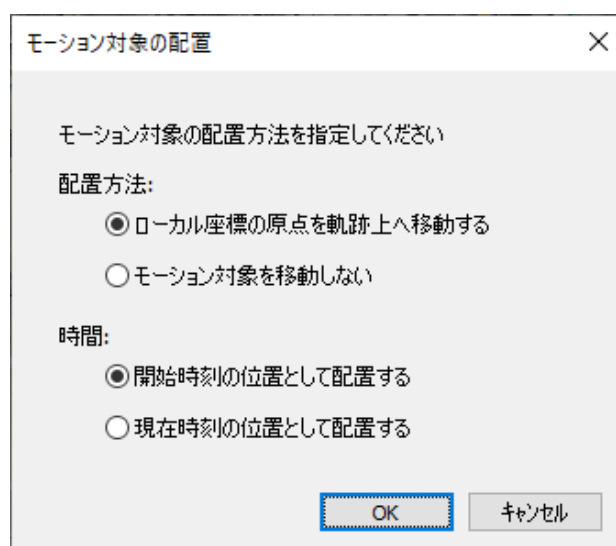 モーション対象の配置
モーション対象の配置方法を指定してください
配置方法:
ローカル座標の原点を軌跡上へ移動する
モーション対象を移動しない
時間:
開始時刻の位置として配置する
現在時刻の位置として配置する
OK
キャンセル